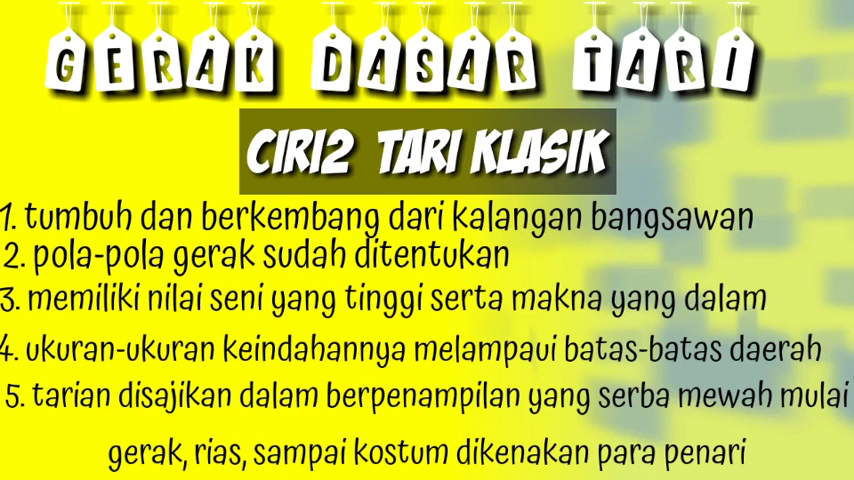 GERAK DASAR TARI
CIRI2 TARI KLASIK
1. tumbuh dan berkembang dari kalangan bangsawan
2. pola-pola gerak sudah ditentukan
3. memiliki nilai seni yang tinggi serta makna yang dalam
4. ukuran-ukuran keindahannya melampaui batas-batas daerah
5. tarian disajikan dalam berpenampilan yang serba mewah mulai
gerak, rias, sampai kostum dikenakan para penari